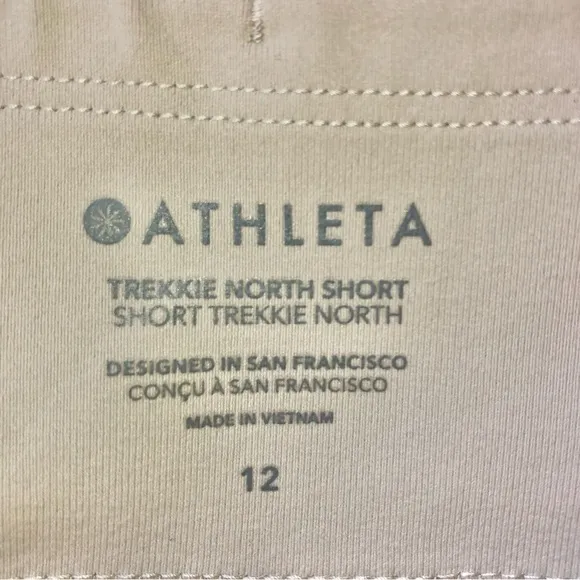 ATHLETA
TREKKIE NORTH SHORT
SHORT TREKKIE NORTH
DESIGNED IN SAN FRANCISCO
CONÇU À SAN FRANCISCO
MADE IN VIETNAM
12